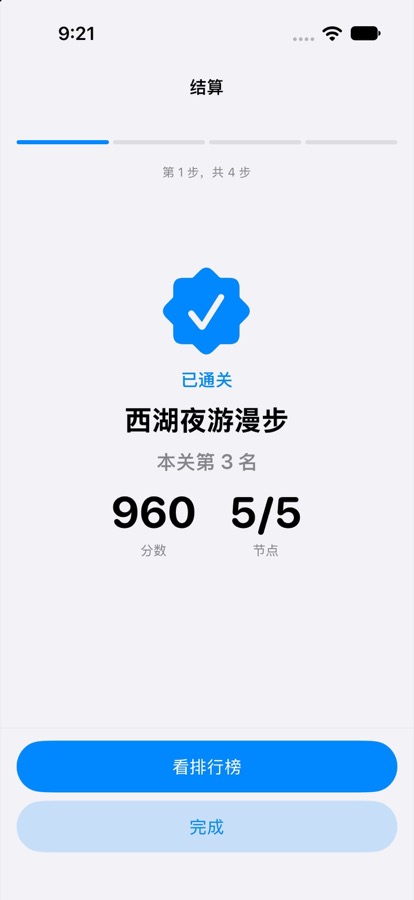 9:21
结算
第 1 步，共 4 步
已通关
西湖夜游漫步
本关第 3 名
960 5/5
分数 节点
看排行榜
完成